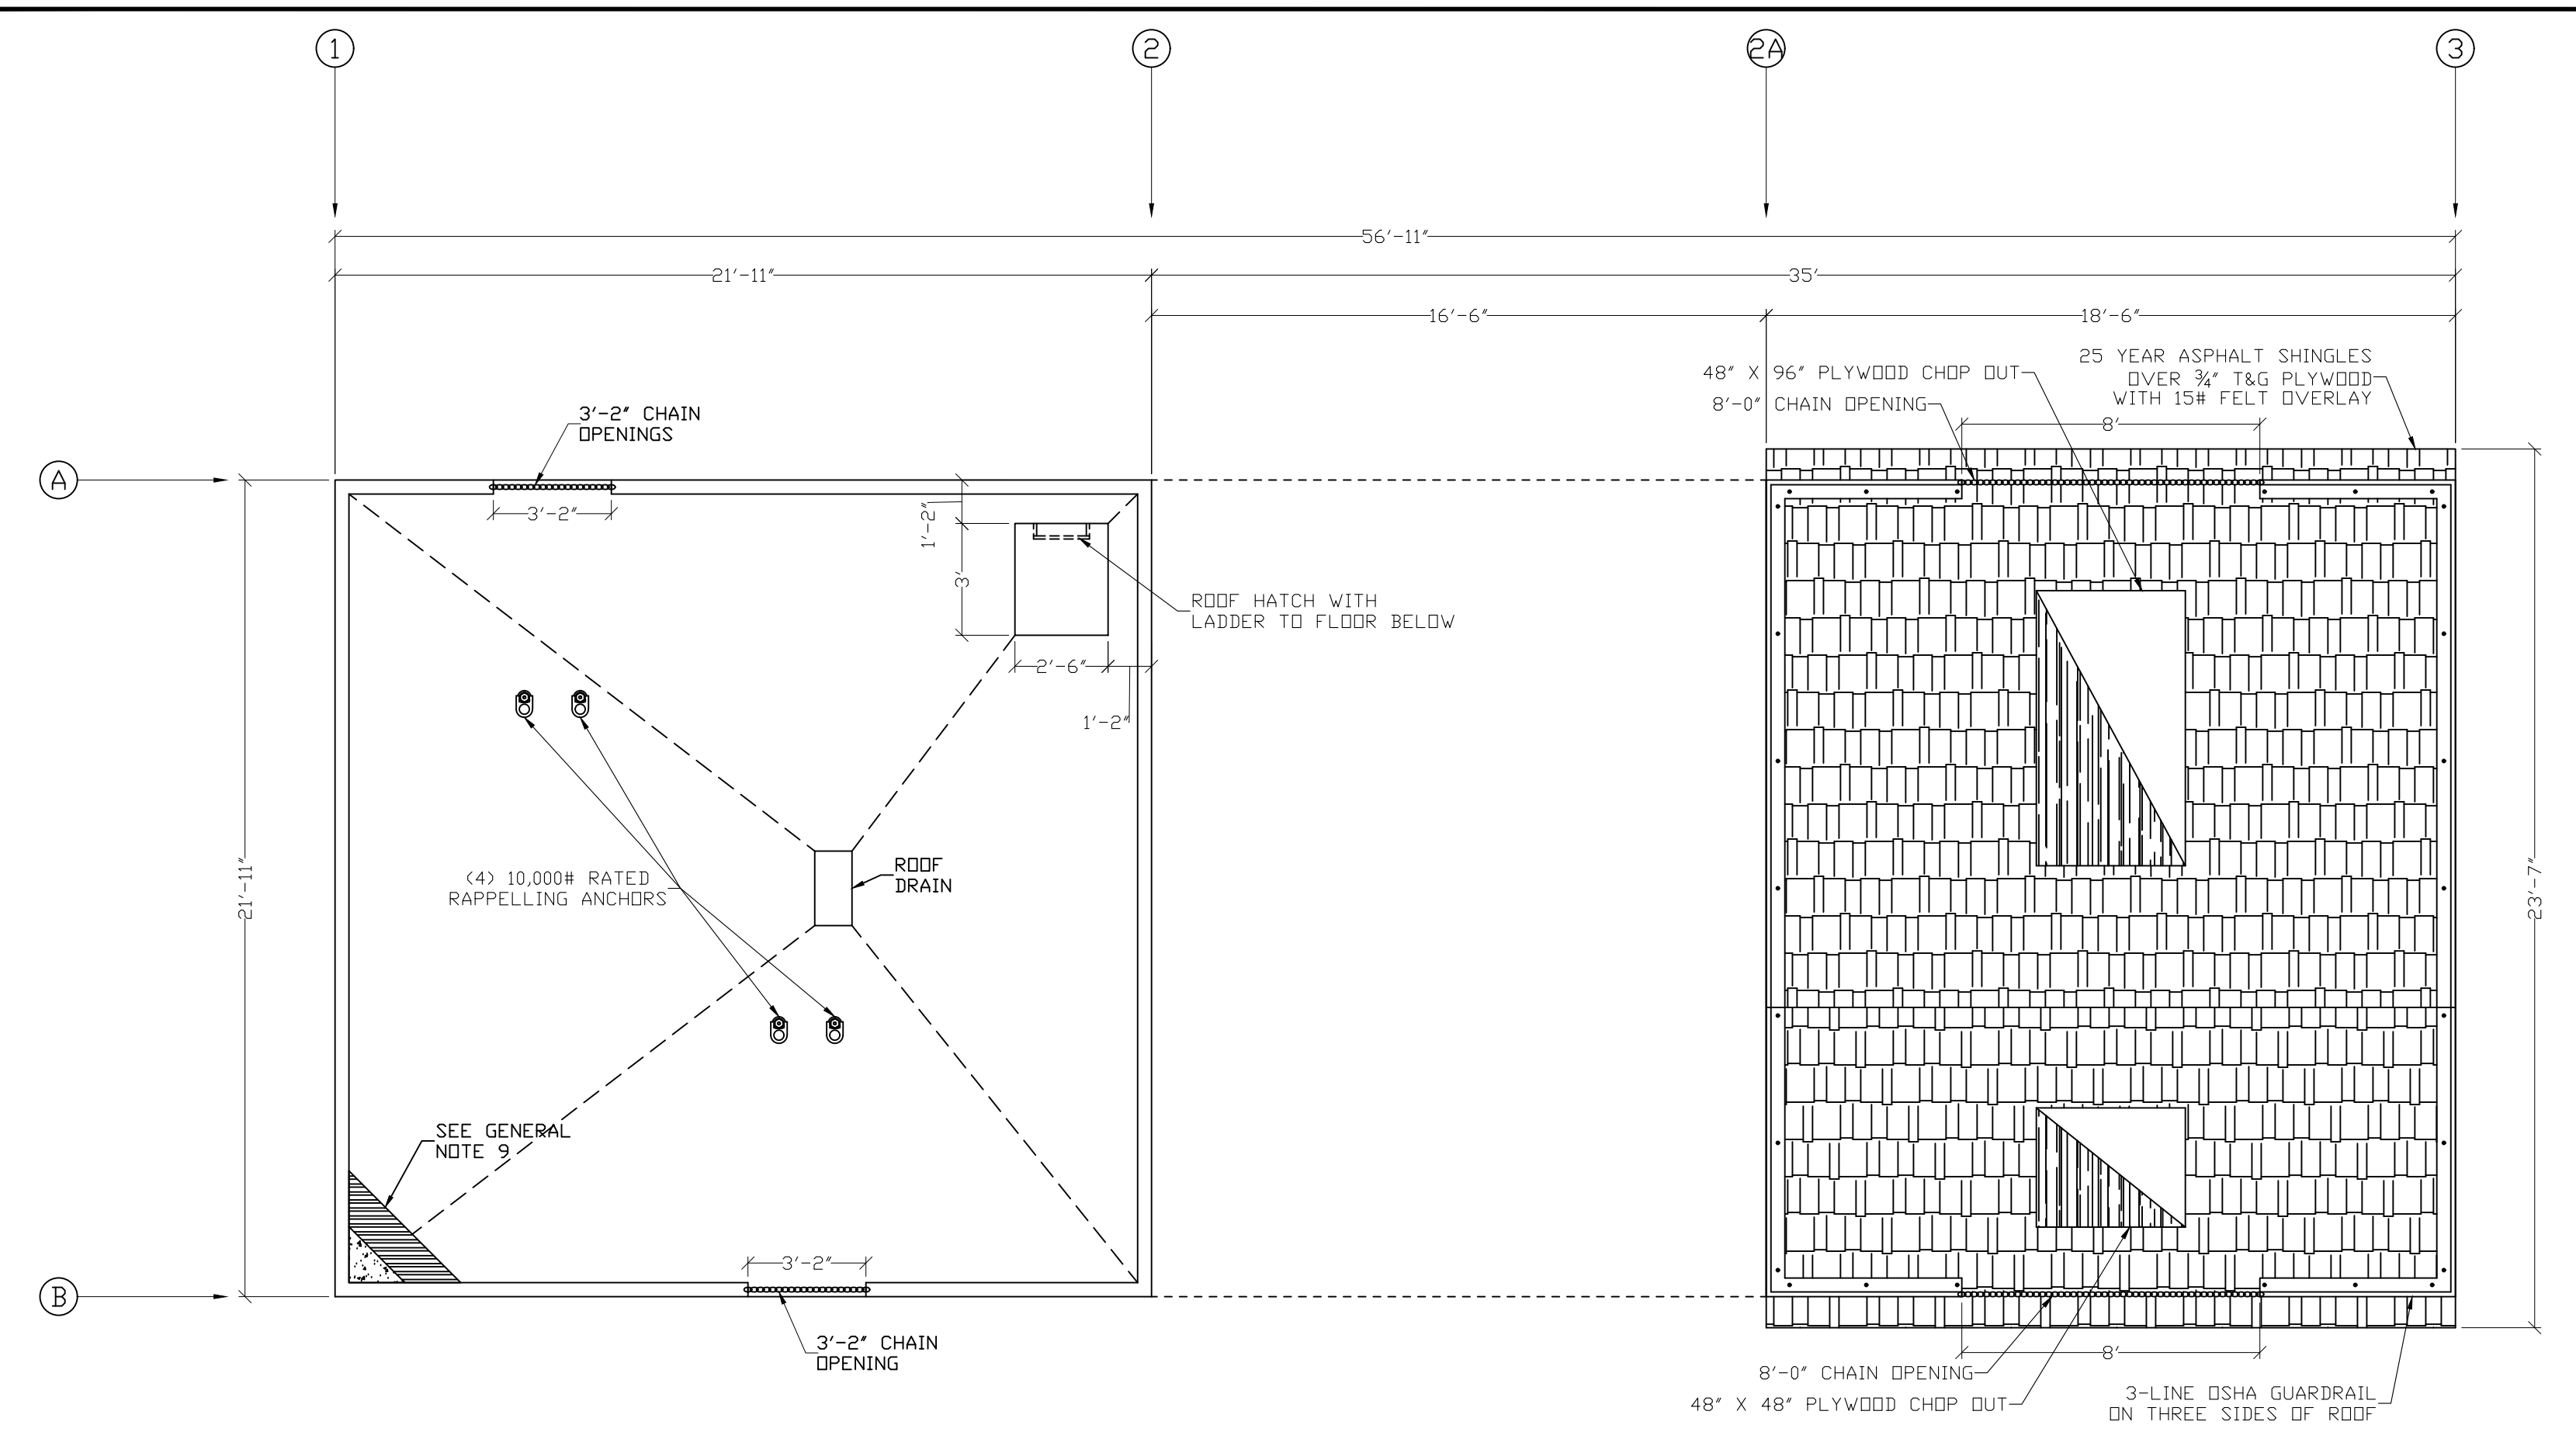 1
2
2A
3
56'-11"
21'-11"
35'
16'-6"
18'-6"
25 YEAR ASPHALT SHINGLES
OVER ¾" T&G PLYWOOD
WITH 15# FELT OVERLAY
48" X 96" PLYWOOD CHOP OUT
8'-0" CHAIN OPENING
8'
3'-2" CHAIN
OPENINGS
A
3'-2"
1'-2"
3'
ROOF HATCH WITH
LADDER TO FLOOR BELOW
2'-6"
1'-2"
(4) 10,000# RATED
RAPPELLING ANCHORS
ROOF
DRAIN
21'-11"
23'-7"
SEE GENERAL
NOTE 9
3'-2"
B
3'-2" CHAIN
OPENING
8'
8'-0" CHAIN OPENING
48" X 48" PLYWOOD CHOP OUT
3-LINE OSHA GUARDRAIL
ON THREE SIDES OF ROOF